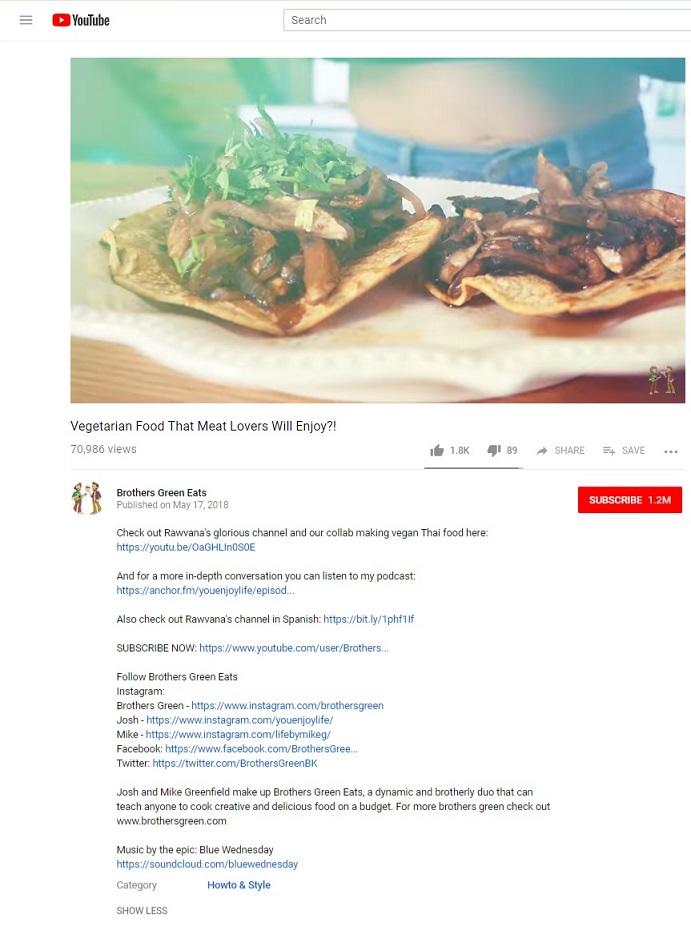 YouTube
Search
Vegetarian Food That Meat Lovers Will Enjoy?!
70,986 views
1.8K
89
SHARE
SAVE
Brothers Green Eats
Published on May 17, 2018
SUBSCRIBE 1.2M
Check out Rawvana's glorious channel and our collab making vegan Thai food here:
https://youtu.be/OaGHLIn0S0E
And for a more in-depth conversation you can listen to my podcast:
https://anchor.fm/youenjoylife/episod...
Also check out Rawvana's channel in Spanish: https://bit.ly/1phf1If
SUBSCRIBE NOW: https://www.youtube.com/user/Brothers...
Follow Brothers Green Eats
Instagram:
Brothers Green - https://www.instagram.com/brothersgreen
Josh - https://www.instagram.com/youenjoylife/
Mike - https://www.instagram.com/lifebymikeg/
Facebook: https://www.facebook.com/BrothersGree...
Twitter: https://twitter.com/BrothersGreenBK
Josh and Mike Greenfield make up Brothers Green Eats, a dynamic and brotherly duo that can
teach anyone to cook creative and delicious food on a budget. For more brothers green check out
www.brothersgreen.com
Music by the epic: Blue Wednesday
https://soundcloud.com/bluewednesday
Category Howto & Style
SHOW LESS